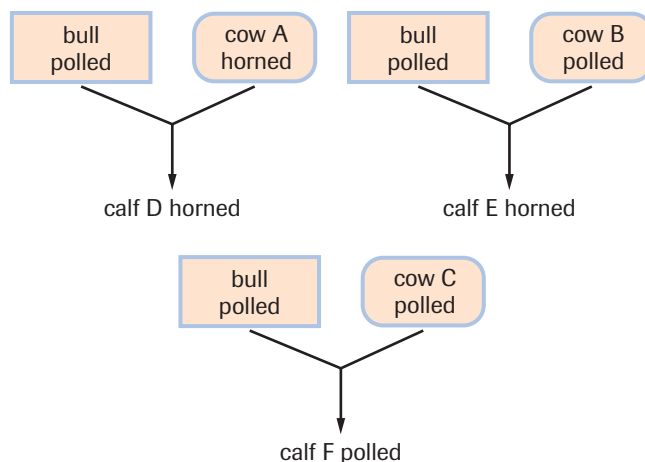 bull
polled
cow A
horned
bull
polled
cow B
polled
calf D horned
calf E horned
bull
polled
cow C
polled
calf F polled